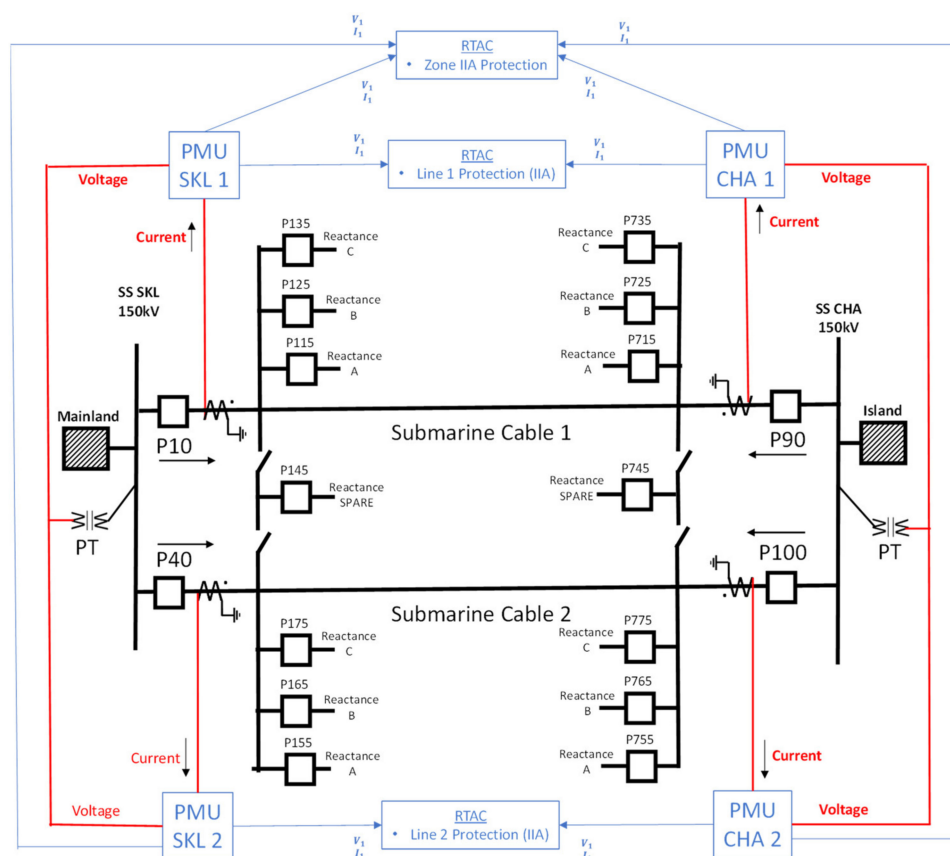 V1
I1
RTAC
• Zone IIA Protection
V1
I1
V1
I1
V1
I1
PMU
SKL 1
V1
I1
RTAC
• Line 1 Protection (IIA)
V1
I1
PMU
CHA 1
Voltage
Voltage
Current
Current
P135
Reactance
C
P735
Reactance
C
SS SKL
150kV
P125
Reactance
B
P725
Reactance
B
SS CHA
150kV
P115
Reactance
A
P715
Reactance
A
Mainland
P10
Submarine Cable 1
P90
Island
P145
Reactance
SPARE
P745
Reactance
SPARE
PT
P40
P100
PT
Submarine Cable 2
P175
Reactance
C
P775
Reactance
C
P165
Reactance
B
P765
Reactance
B
Current
P155
Reactance
A
P755
Reactance
A
Current
Voltage
PMU
SKL 2
V1
I1
RTAC
• Line 2 Protection (IIA)
V1
I1
PMU
CHA 2
Voltage